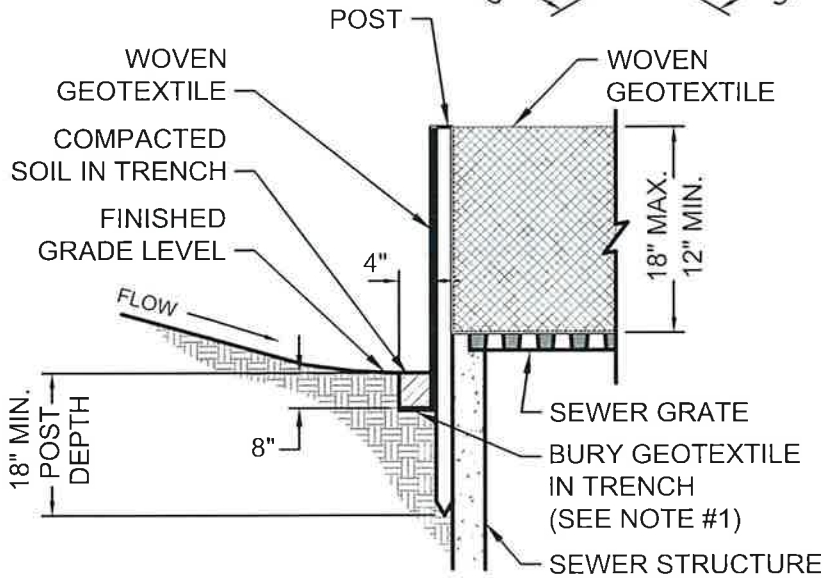 POST
WOVEN
GEOTEXTILE
WOVEN
GEOTEXTILE
COMPACTED
SOIL IN TRENCH
FINISHED
GRADE LEVEL
4"
18" MAX.
12" MIN.
FLOW
18" MIN.
POST
DEPTH
8"
SEWER GRATE
BURY GEOTEXTILE
IN TRENCH
(SEE NOTE #1)
SEWER STRUCTURE